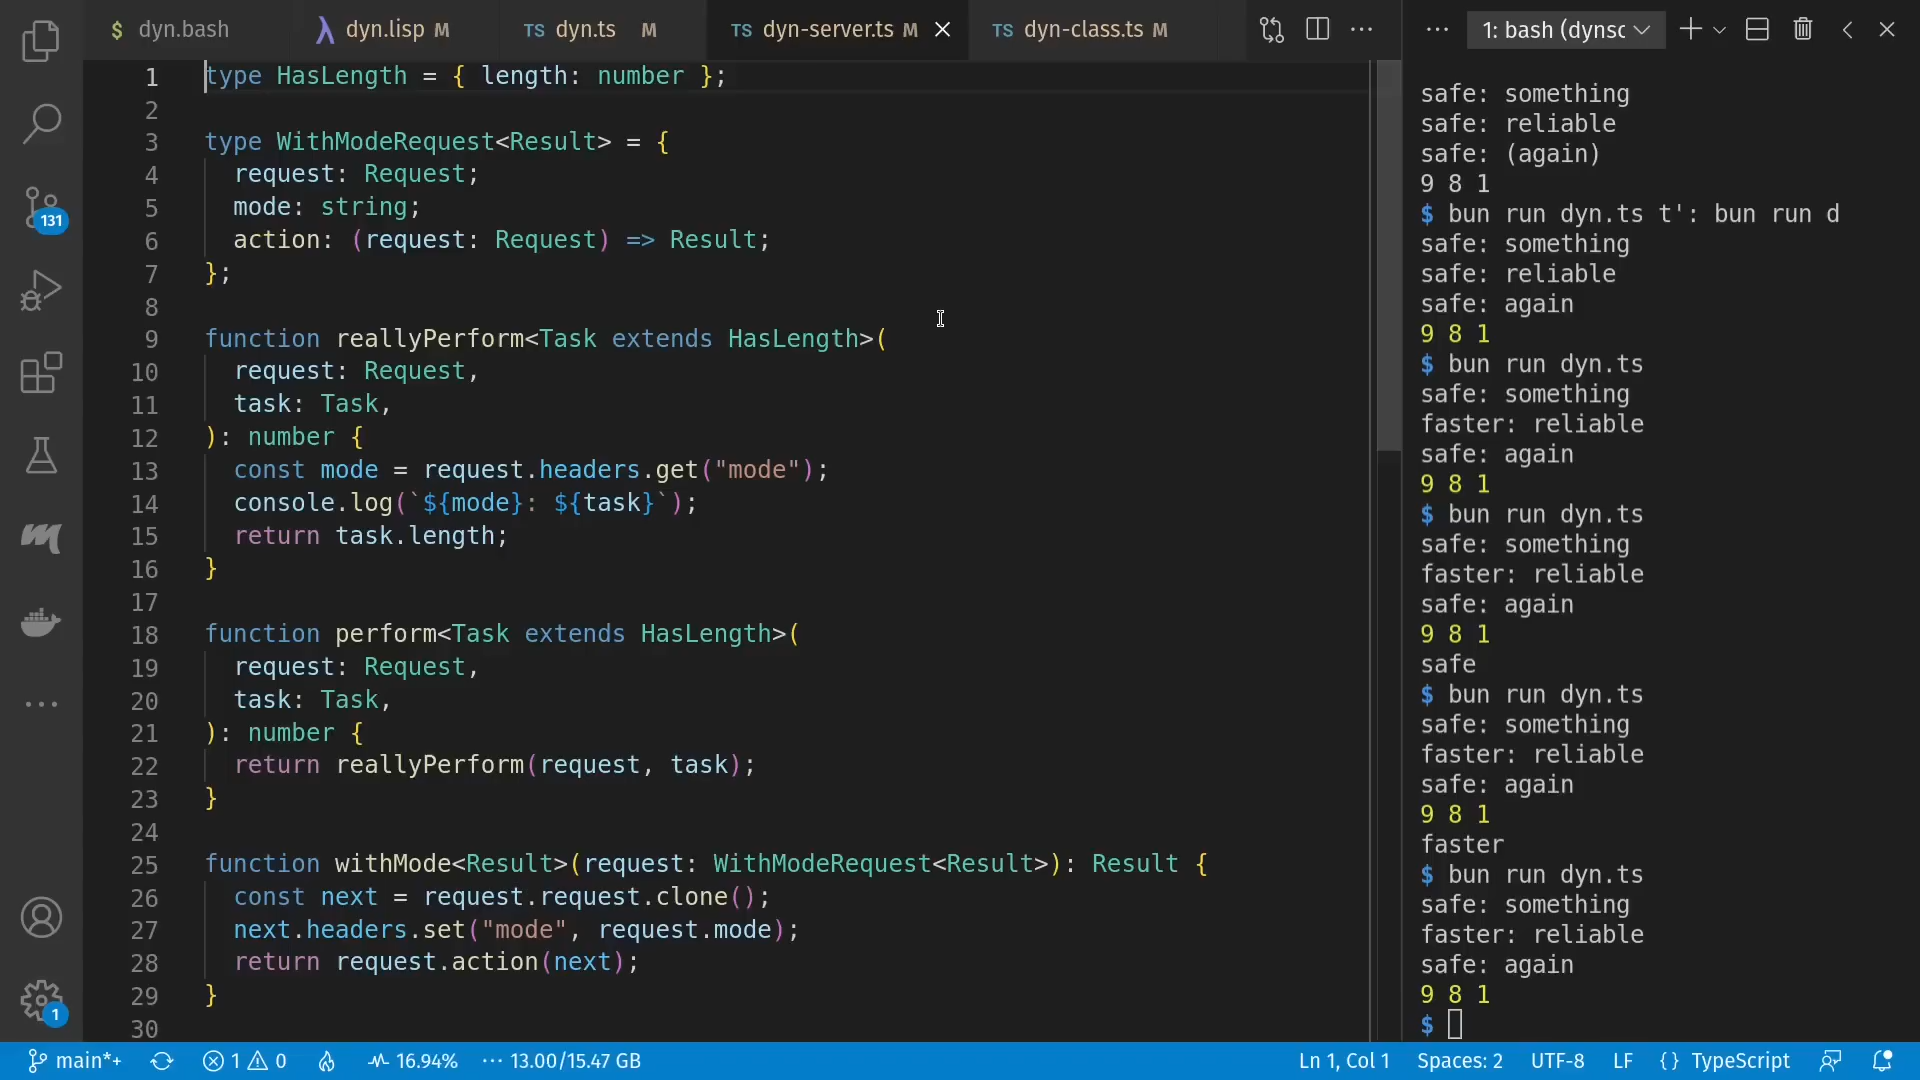 $ dyn.bash
λ dyn.lisp M
TS dyn.ts M
TS dyn-server.ts M
TS dyn-class.ts M
1: bash (dynsc
1 type HasLength = { length: number };
2
3 type WithModeRequest<Result> = {
4 request: Request;
5 mode: string;
6 action: (request: Request) => Result;
7 };
8
9 function reallyPerform<Task extends HasLength>(
10 request: Request,
11 task: Task,
12 ): number {
13 const mode = request.headers.get("mode");
14 console.log(`${mode}: ${task}`);
15 return task.length;
16 }
17
18 function perform<Task extends HasLength>(
19 request: Request,
20 task: Task,
21 ): number {
22 return reallyPerform(request, task);
23 }
24
25 function withMode<Result>(request: WithModeRequest<Result>): Result {
26 const next = request.request.clone();
27 next.headers.set("mode", request.mode);
28 return request.action(next);
29 }
30
safe: something
safe: reliable
safe: (again)
9 8 1
$ bun run dyn.ts t': bun run d
safe: something
safe: reliable
safe: again
9 8 1
$ bun run dyn.ts
safe: something
faster: reliable
safe: again
9 8 1
$ bun run dyn.ts
safe: something
faster: reliable
safe: again
9 8 1
safe
$ bun run dyn.ts
safe: something
faster: reliable
safe: again
9 8 1
faster
$ bun run dyn.ts
safe: something
faster: reliable
safe: again
9 8 1
$
131
1
main*+
1 0
16.94%
13.00/15.47 GB
Ln 1, Col 1
Spaces: 2
UTF-8
LF
{ } TypeScript